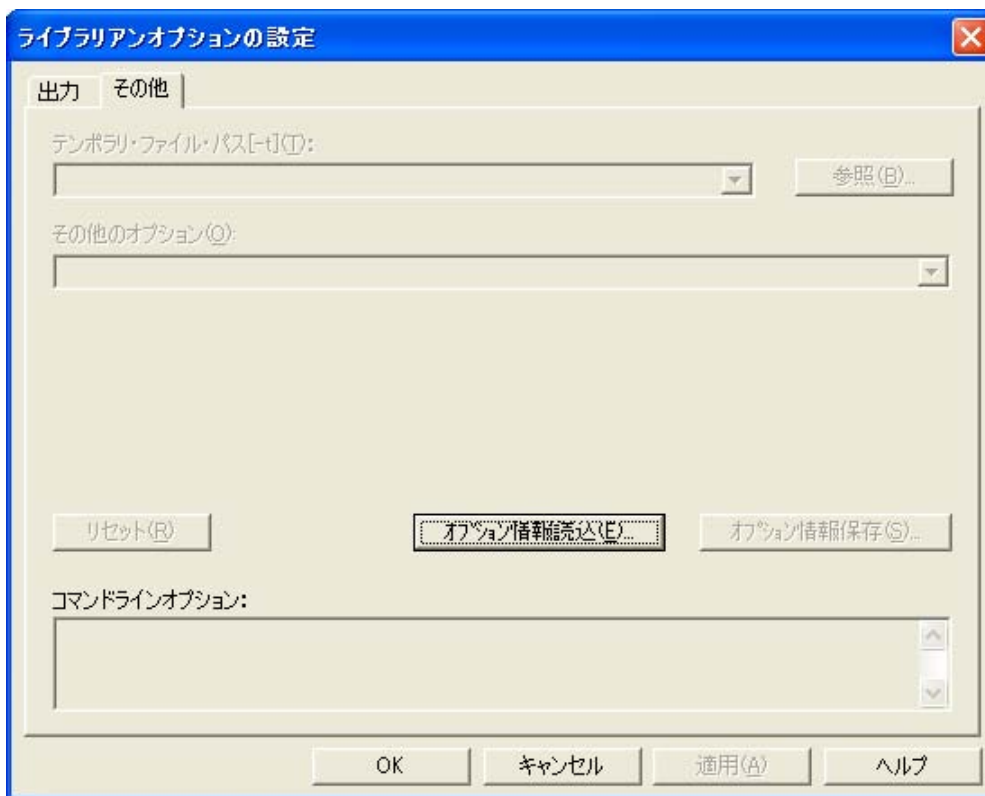 ライブラリアンオプションの設定
出力 その他
テンポラリ・ファイル・パス[-t](T):
参照(B)...
その他のオプション(O):
リセット(R) オプション情報読込(E)... オプション情報保存(S)...
コマンドラインオプション:
OK キャンセル 適用(A) ヘルプ